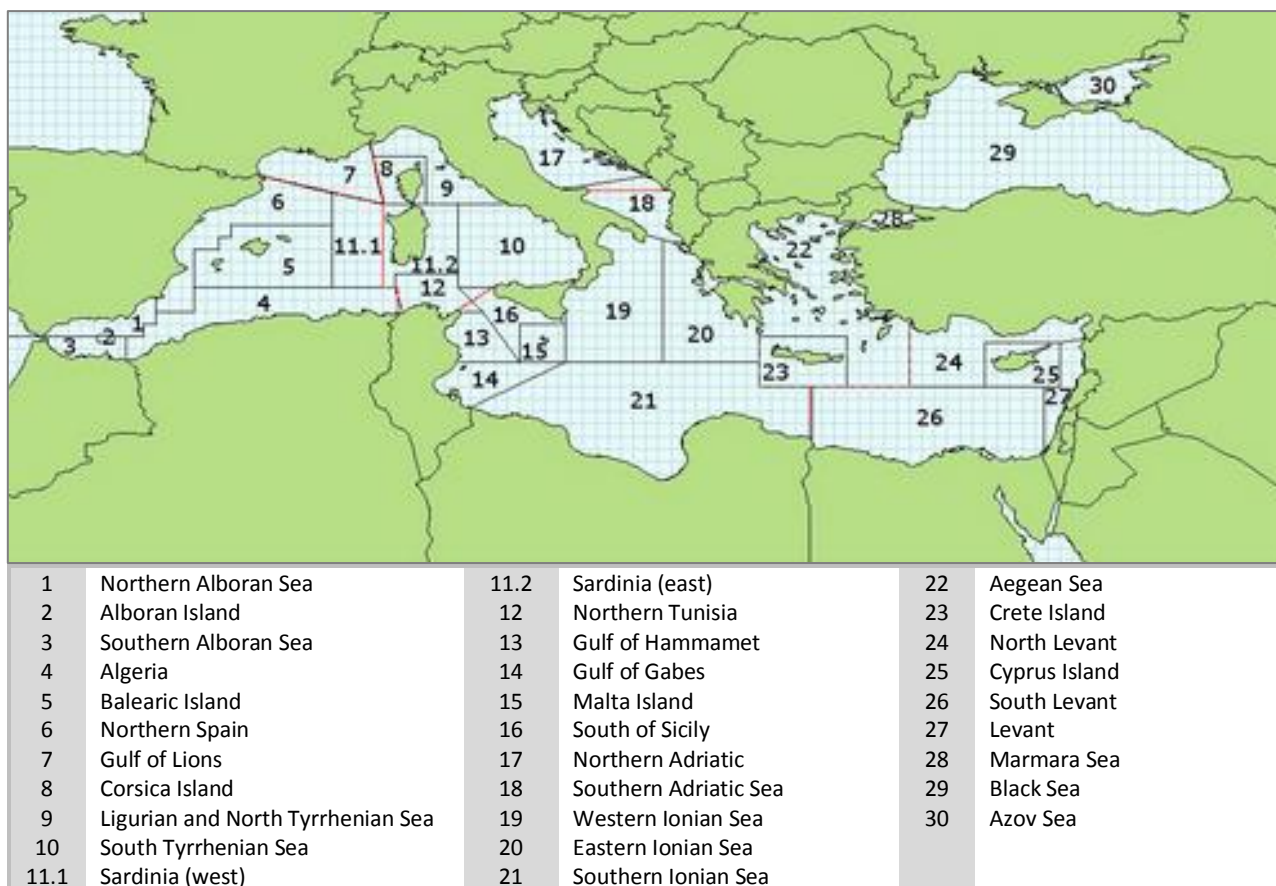 30
17
29
7
8
9
6
18
28
22
11.1
10
5
11.2
12
4
16
19
20
1
2
3
13
15
24
23
25
14
27
21
26
1 Northern Alboran Sea 11.2 Sardinia (east) 22 Aegean Sea
2 Alboran Island 12 Northern Tunisia 23 Crete Island
3 Southern Alboran Sea 13 Gulf of Hammamet 24 North Levant
4 Algeria 14 Gulf of Gabes 25 Cyprus Island
5 Balearic Island 15 Malta Island 26 South Levant
6 Northern Spain 16 South of Sicily 27 Levant
7 Gulf of Lions 17 Northern Adriatic 28 Marmara Sea
8 Corsica Island 18 Southern Adriatic Sea 29 Black Sea
9 Ligurian and North Tyrrhenian Sea 19 Western Ionian Sea 30 Azov Sea
10 South Tyrrhenian Sea 20 Eastern Ionian Sea
11.1 Sardinia (west) 21 Southern Ionian Sea